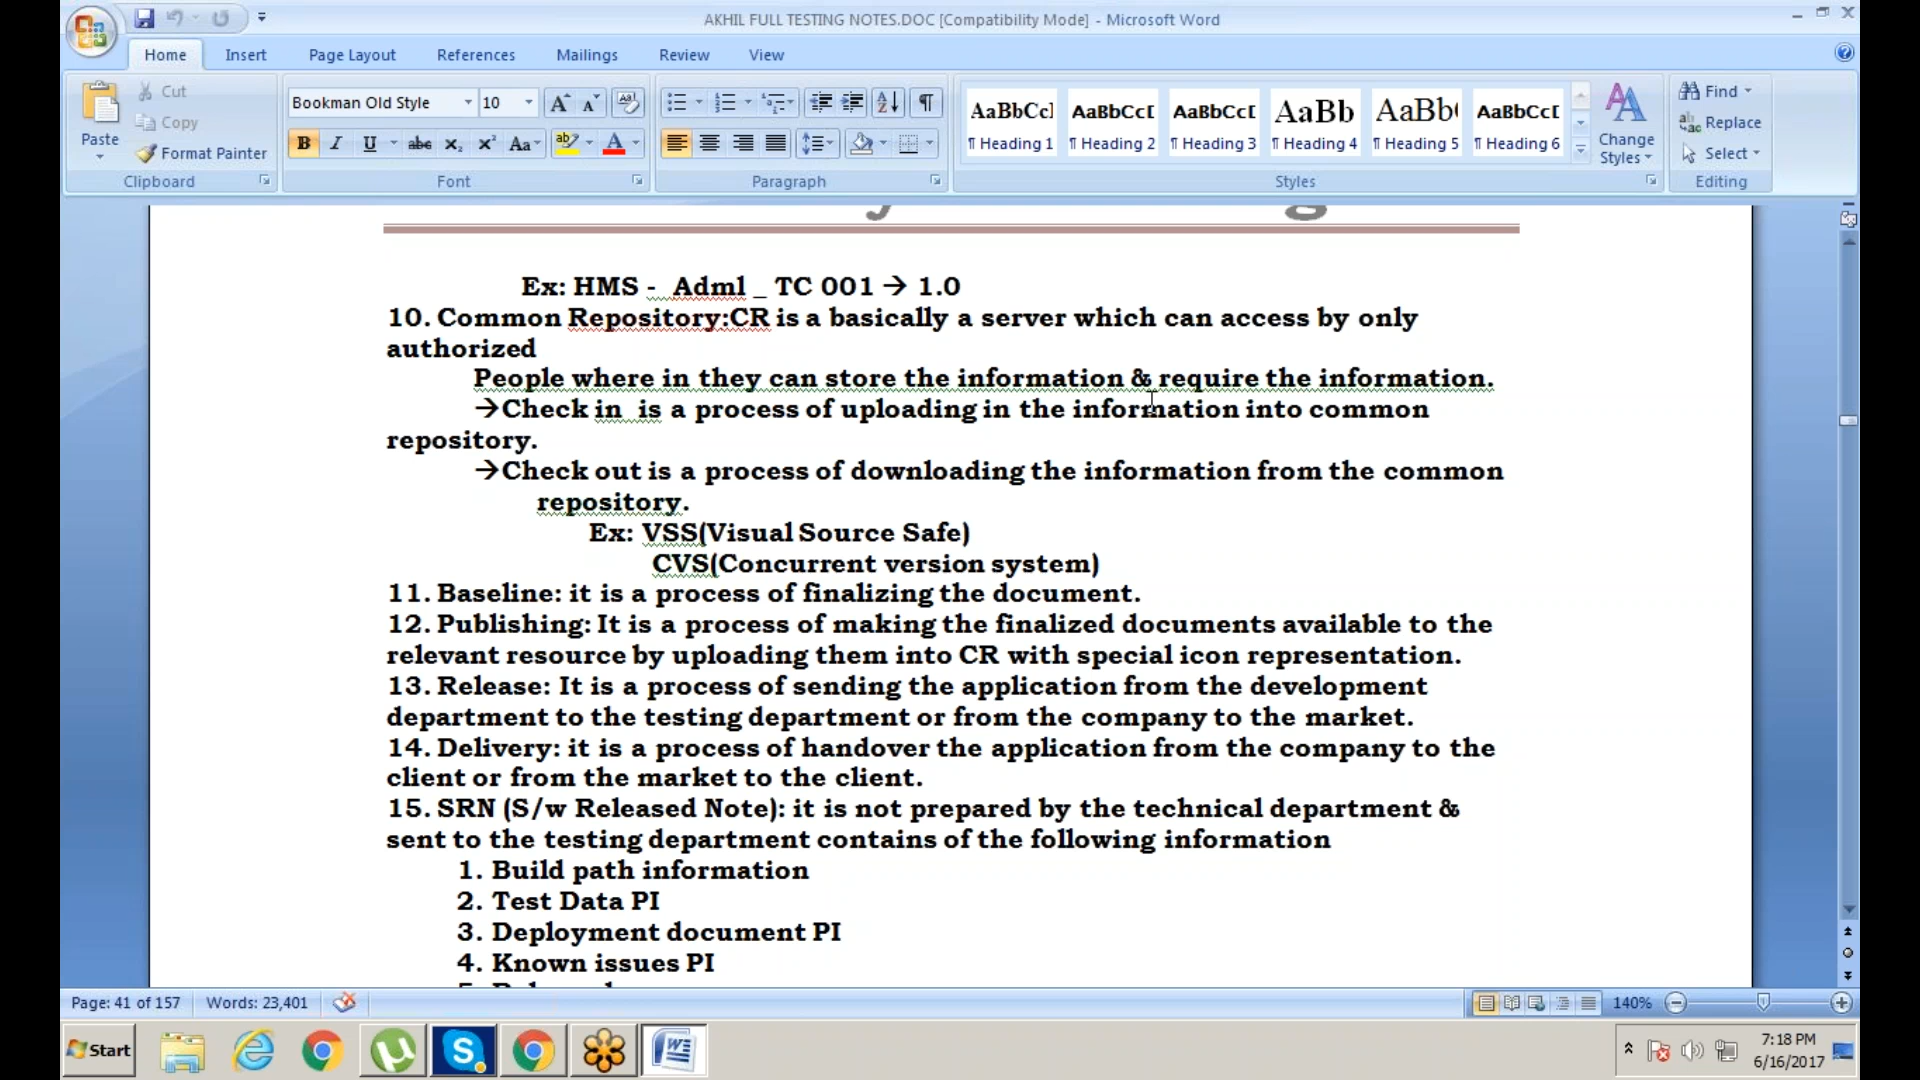 AKHIL FULL TESTING NOTES.DOC [Compatibility Mode] - Microsoft Word
Home Insert Page Layout References Mailings Review View
Paste
Cut
Copy
Format Painter
Clipboard
Bookman Old Style 10
B I U abc X₂ X² Aa
Font
Paragraph
AaBbCcI AaBbCcI AaBbCcI AaBb AaBb( AaBbCcI
¶ Heading 1 ¶ Heading 2 ¶ Heading 3 ¶ Heading 4 ¶ Heading 5 ¶ Heading 6
Change
Styles
Styles
Find
Replace
Select
Editing
Ex: HMS - Adml _ TC 001 → 1.0
10. Common Repository:CR is a basically a server which can access by only
authorized
People where in they can store the information & require the information.
→Check in is a process of uploading in the information into common
repository.
→Check out is a process of downloading the information from the common
repository.
Ex: VSS(Visual Source Safe)
CVS(Concurrent version system)
11. Baseline: it is a process of finalizing the document.
12. Publishing: It is a process of making the finalized documents available to the
relevant resource by uploading them into CR with special icon representation.
13. Release: It is a process of sending the application from the development
department to the testing department or from the company to the market.
14. Delivery: it is a process of handover the application from the company to the
client or from the market to the client.
15. SRN (S/w Released Note): it is not prepared by the technical department &
sent to the testing department contains of the following information
1. Build path information
2. Test Data PI
3. Deployment document PI
4. Known issues PI
Page: 41 of 157 Words: 23,401 140%
Start
7:18 PM
6/16/2017